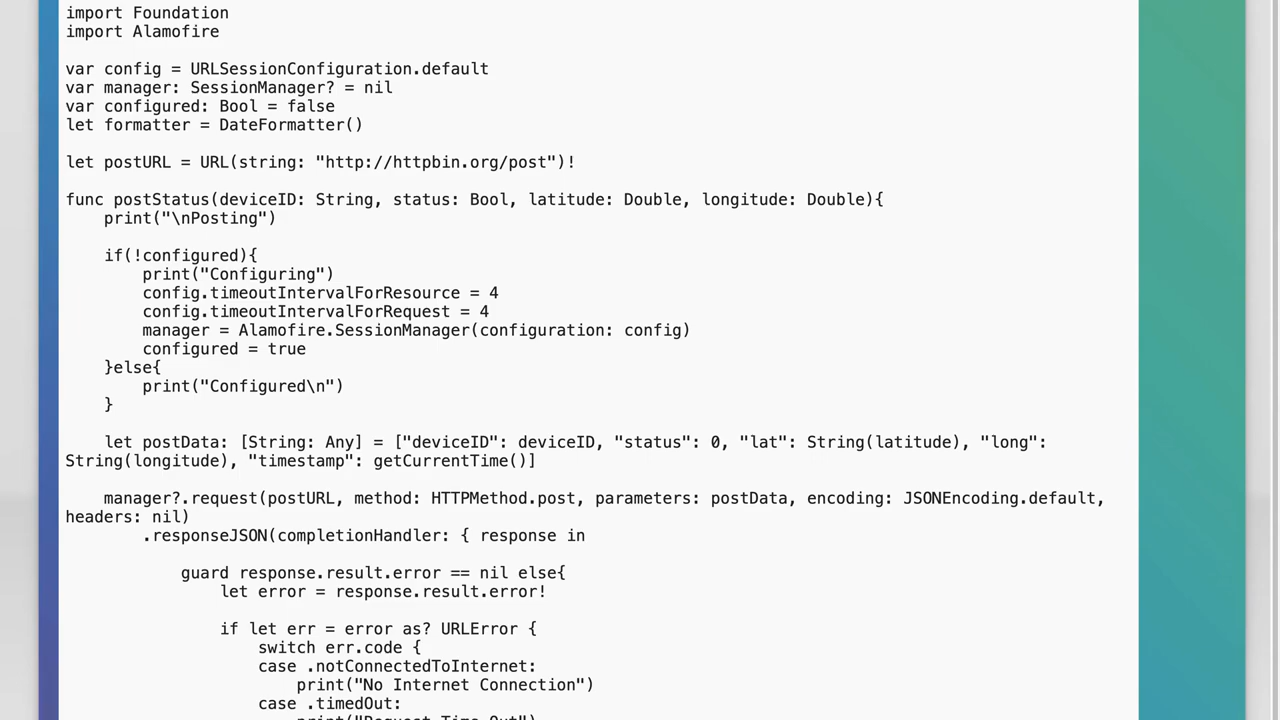 import Foundation
import Alamofire
var config = URLSessionConfiguration.default
var manager: SessionManager? = nil
var configured: Bool = false
let formatter = DateFormatter()
let postURL = URL(string: "http://httpbin.org/post")!
func postStatus(deviceID: String, status: Bool, latitude: Double, longitude: Double){
print("\nPosting")
if(!configured){
print("Configuring")
config.timeoutIntervalForResource = 4
config.timeoutIntervalForRequest = 4
manager = Alamofire.SessionManager(configuration: config)
configured = true
}else{
print("Configured\n")
}
let postData: [String: Any] = ["deviceID": deviceID, "status": 0, "lat": String(latitude), "long":
String(longitude), "timestamp": getCurrentTime()]
manager?.request(postURL, method: HTTPMethod.post, parameters: postData, encoding: JSONEncoding.default,
headers: nil)
.responseJSON(completionHandler: { response in
guard response.result.error == nil else{
let error = response.result.error!
if let err = error as? URLError {
switch err.code {
case .notConnectedToInternet:
print("No Internet Connection")
case .timedOut:
print("Request Time Out")